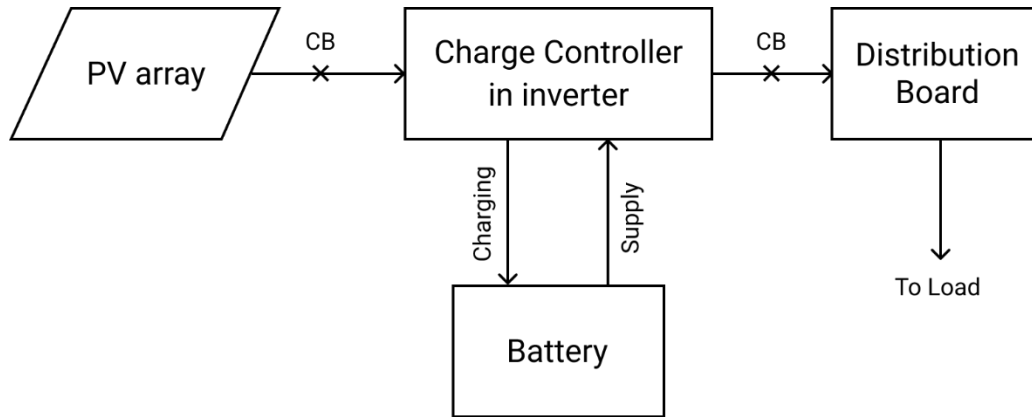 PV array
CB
Charge Controller
in inverter
CB
Distribution
Board
Charging
Supply
To Load
Battery